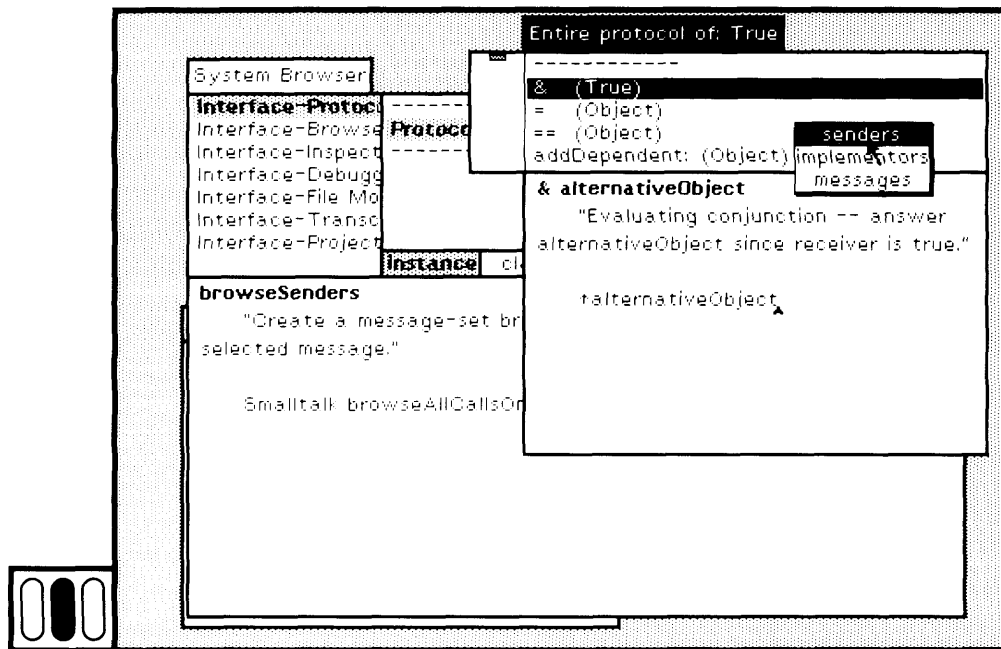 Entire protocol of: True
------------
& (True)
= (Object)
== (Object)
addDependent: (Object)
senders
implementors
messages
& alternativeObject
"Evaluating conjunction -- answer
alternativeObject since receiver is true."
↑alternativeObject
System Browser
Interface-Protoc
Interface-Browse
Interface-Inspect
Interface-Debugg
Interface-File Mo
Interface-Transc
Interface-Project
-------
Protoco
-------
instance cl
browseSenders
"Create a message-set br
selected message."
Smalltalk browseAllCallsOn